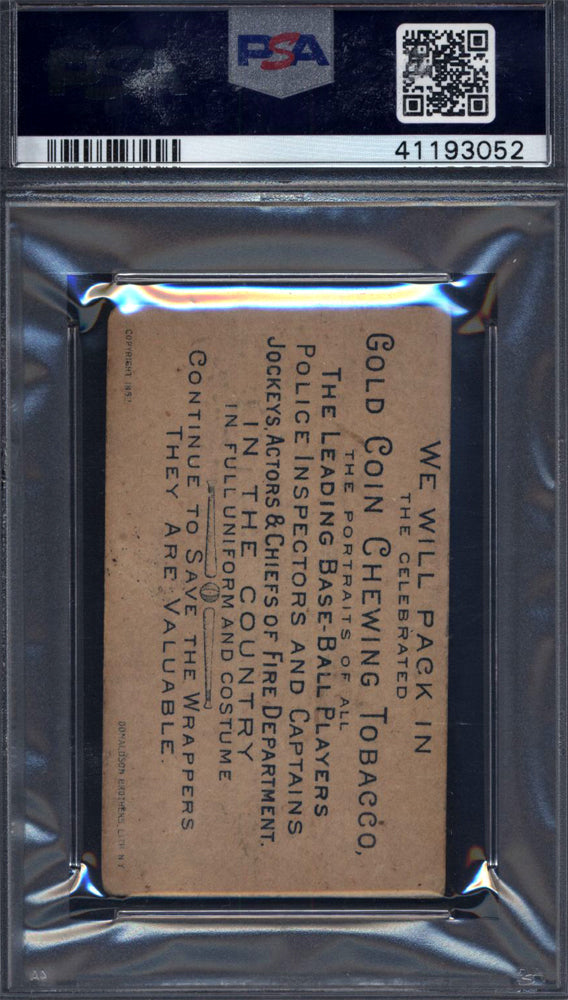 PSA
41193052
WE WILL PACK IN
THE CELEBRATED
GOLD COIN CHEWING TOBACCO,
THE PORTRAITS OF ALL
THE LEADING BASE-BALL PLAYERS
POLICE INSPECTORS AND CAPTAINS
JOCKEYS, ACTORS & CHIEFS OF FIRE DEPARTMENT.
IN THE COUNTRY
IN FULL UNIFORM AND COSTUME
CONTINUE TO SAVE THE WRAPPERS
THEY ARE VALUABLE.
COPYRIGHT 1887
DONALDSON BROTHERS, LITH. N.Y.